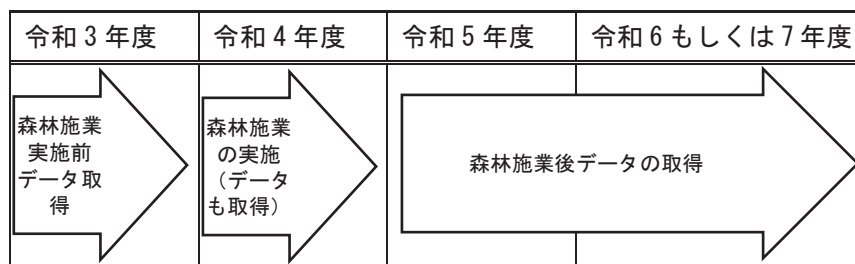 令和３年度
令和４年度
令和５年度
令和６もしくは７年度
森林施業
実施前
データ取
得
森林施業
の実施
（データ
も取得）
森林施業後データの取得